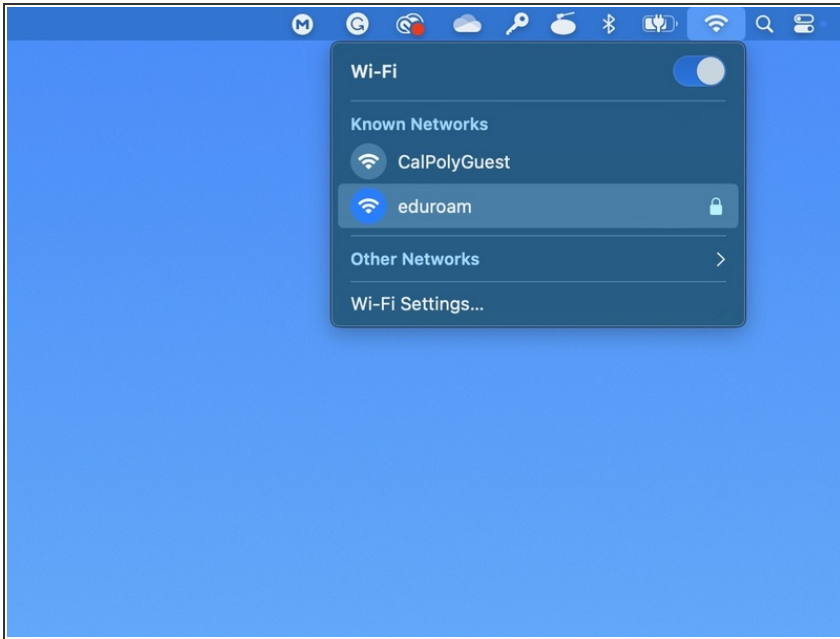 M
G
Wi-Fi
Known Networks
CalPolyGuest
eduroam
Other Networks
Wi-Fi Settings...